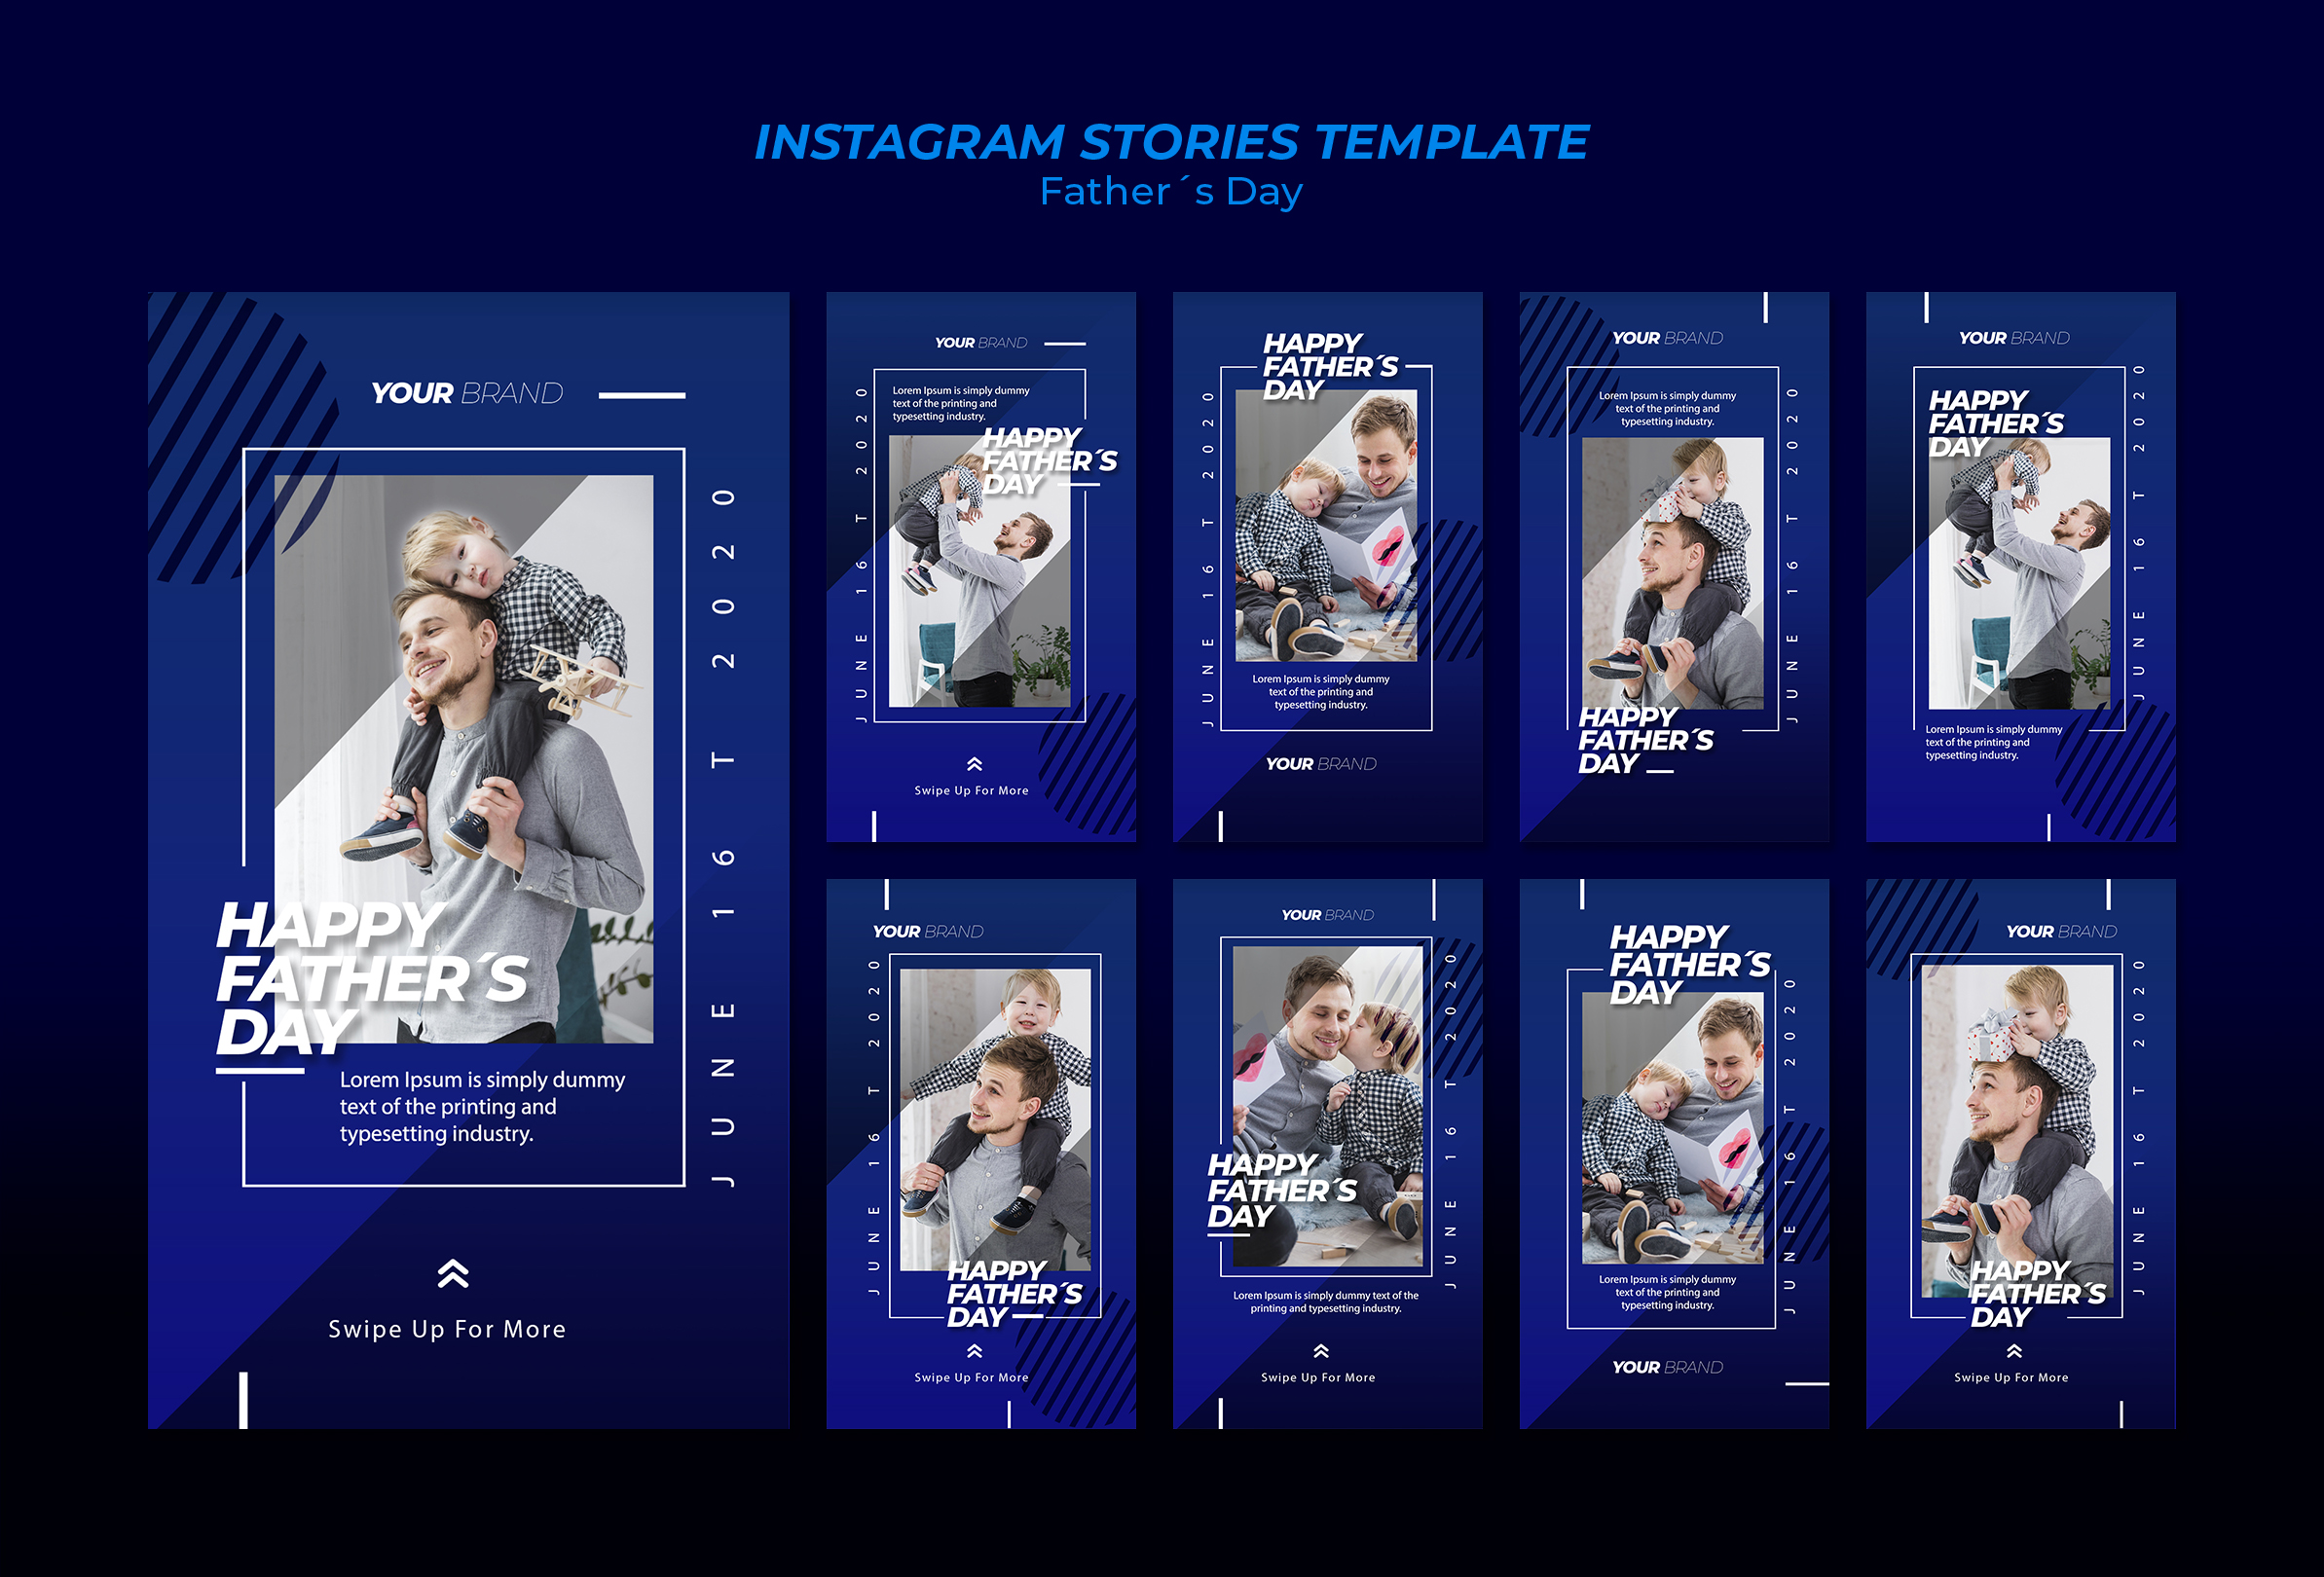 INSTAGRAM STORIES TEMPLATE
Father´s Day
YOUR BRAND
JUNE 16T 2020
HAPPY
FATHER´S
DAY
Lorem Ipsum is simply dummy
text of the printing and
typesetting industry.
Swipe Up For More
YOUR BRAND
Lorem Ipsum is simply dummy
text of the printing and
typesetting industry.
HAPPY
FATHER´S
DAY
JUNE 16T 2020
Swipe Up For More
HAPPY
FATHER´S
DAY
JUNE 16T 2020
Lorem Ipsum is simply dummy
text of the printing and
typesetting industry.
YOUR BRAND
YOUR BRAND
Lorem Ipsum is simply dummy
text of the printing and
typesetting industry.
JUNE 16T 2020
HAPPY
FATHER´S
DAY
YOUR BRAND
HAPPY
FATHER´S
DAY
JUNE 16T 2020
Lorem Ipsum is simply dummy
text of the printing and
typesetting industry.
YOUR BRAND
JUNE 16T 2020
HAPPY
FATHER´S
DAY
Swipe Up For More
YOUR BRAND
JUNE 16T 2020
HAPPY
FATHER´S
DAY
Lorem Ipsum is simply dummy text of the
printing and typesetting industry.
Swipe Up For More
HAPPY
FATHER´S
DAY
JUNE 16T 2020
Lorem Ipsum is simply dummy
text of the printing and
typesetting industry.
YOUR BRAND
YOUR BRAND
JUNE 16T 2020
HAPPY
FATHER´S
DAY
Swipe Up For More